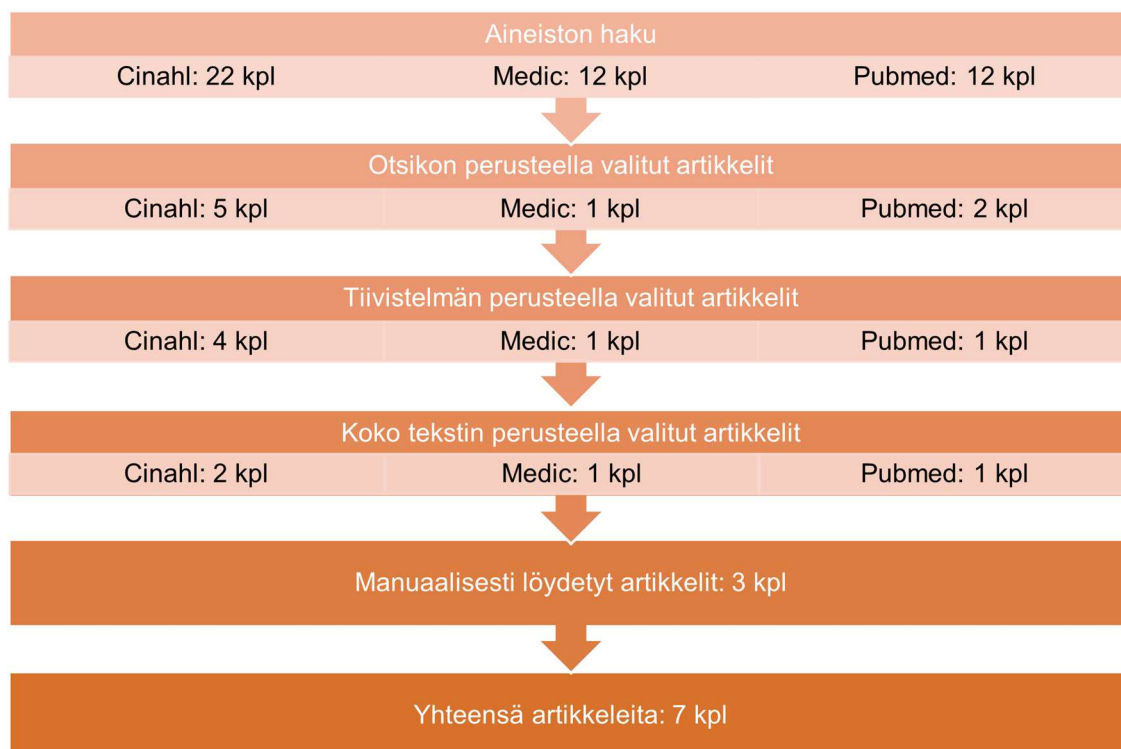 Aineiston haku
Cinahl: 22 kpl Medic: 12 kpl Pubmed: 12 kpl
Otsikon perusteella valitut artikkelit
Cinahl: 5 kpl Medic: 1 kpl Pubmed: 2 kpl
Tiivistelmän perusteella valitut artikkelit
Cinahl: 4 kpl Medic: 1 kpl Pubmed: 1 kpl
Koko tekstin perusteella valitut artikkelit
Cinahl: 2 kpl Medic: 1 kpl Pubmed: 1 kpl
Manuaalisesti löydetyt artikkelit: 3 kpl
Yhteensä artikkeleita: 7 kpl